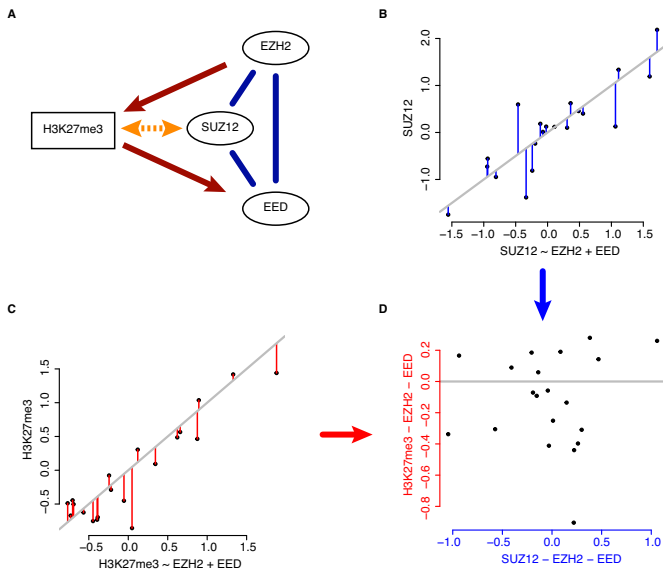 A
EZH2
H3K27me3
SUZ12
EED
B
SUZ12
2.0
1.0
0.0
−1.0
−1.5 −1.0 −0.5 0.0 0.5 1.0 1.5
SUZ12 ~ EZH2 + EED
C
H3K27me3
1.5
1.0
0.5
0.0
−0.5
−0.5 0.0 0.5 1.0 1.5
H3K27me3 ~ EZH2 + EED
D
H3K27me3 − EZH2 − EED
0.2
0.0
−0.2
−0.4
−0.6
−0.8
−1.0 −0.5 0.0 0.5 1.0
SUZ12 − EZH2 − EED